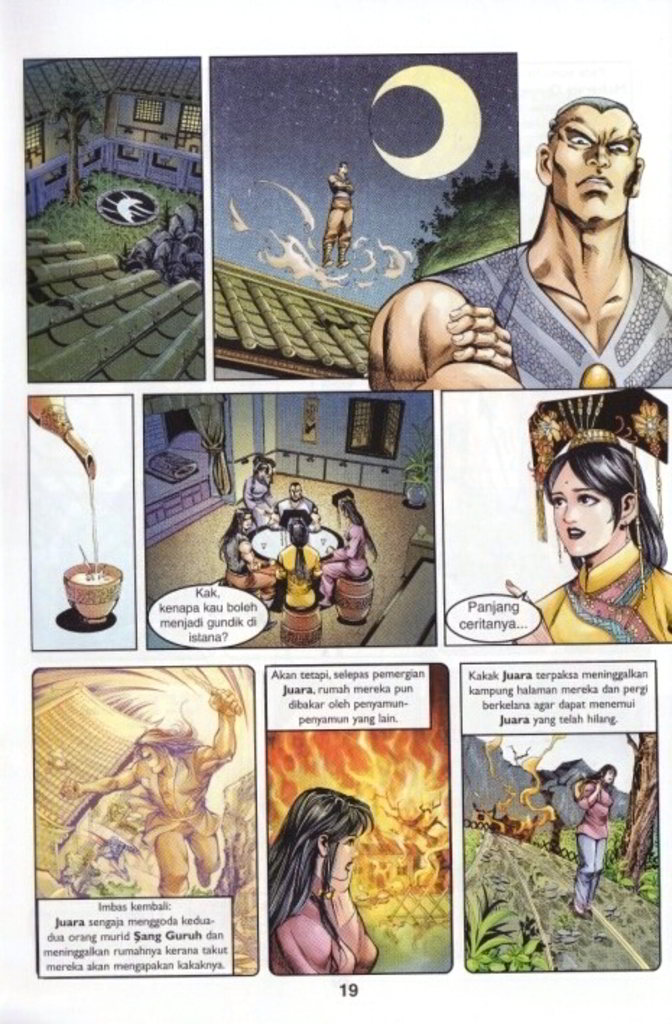 Kak,
kenapa kau boleh
menjadi gundik di
istana?
Panjang
ceritanya...
Imbas kembali:
Juara sengaja menggoda kedua-
dua orang murid Sang Guruh dan
meninggalkan rumahnya kerana takut
mereka akan mengapakan kakaknya.
Akan tetapi, selepas pemergian
Juara, rumah mereka pun
dibakar oleh penyamun-
penyamun yang lain.
Kakak Juara terpaksa meninggalkan
kampung halaman mereka dan pergi
berkelana agar dapat menemui
Juara yang telah hilang.
19